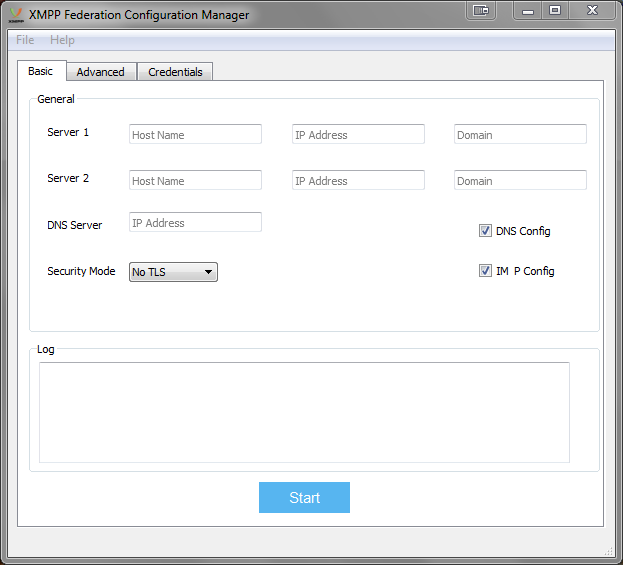 XMPP XMPP Federation Configuration Manager
File Help
Basic Advanced Credentials
General
Server 1 Host Name IP Address Domain
Server 2 Host Name IP Address Domain
DNS Server IP Address DNS Config
Security Mode No TLS IM P Config
Log
Start